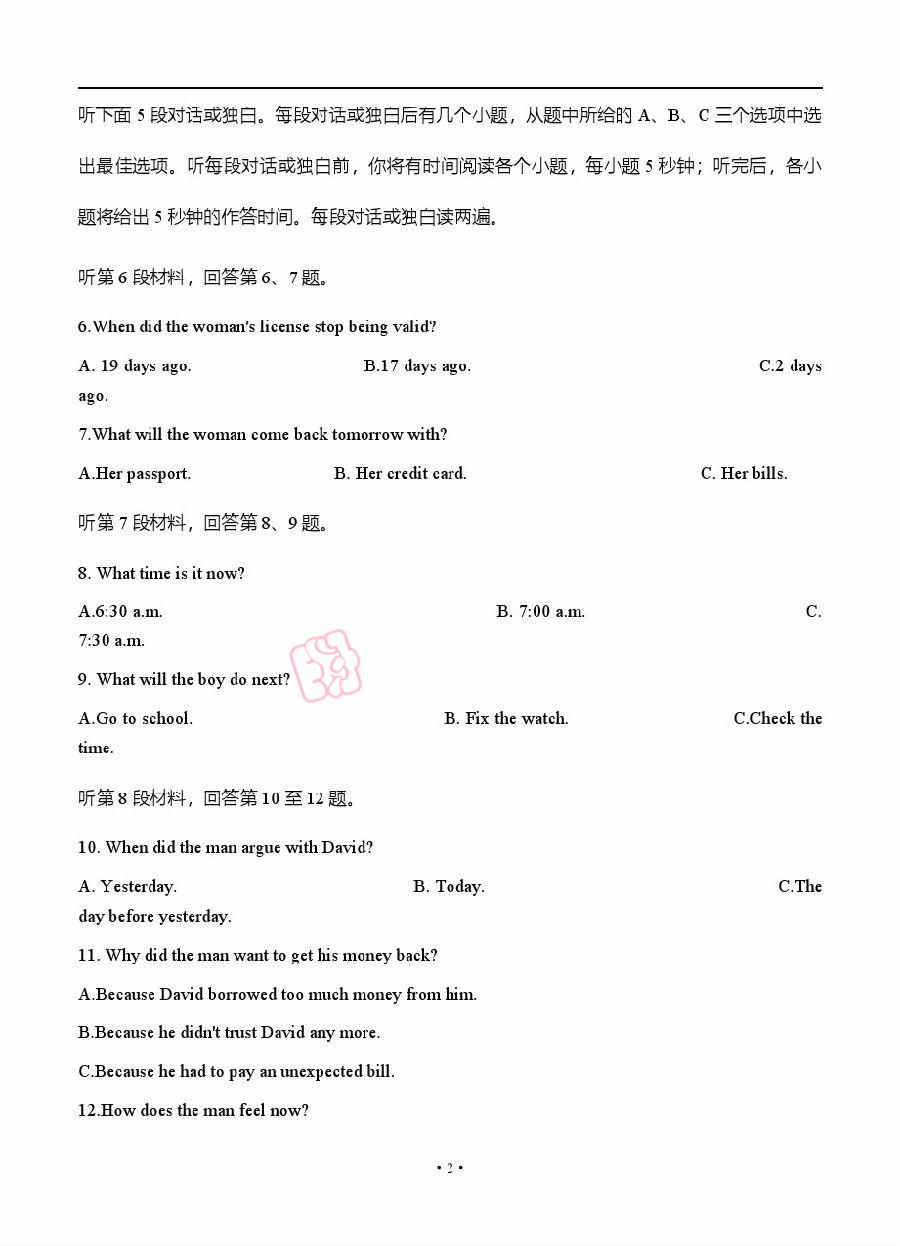 听下面 5 段对话或独白。每段对话或独白后有几个小题，从题中所给的 A、B、C 三个选项中选
出最佳选项。听每段对话或独白前，你将有时间阅读各个小题，每小题 5 秒钟；听完后，各小
题将给出 5 秒钟的作答时间。每段对话或独白读两遍。
听第 6 段材料，回答第 6、7 题。
6.When did the woman's license stop being valid?
A. 19 days ago. B.17 days ago. C.2 days
ago.
7.What will the woman come back tomorrow with?
A.Her passport. B. Her credit card. C. Her bills.
听第 7 段材料，回答第 8、9 题。
8. What time is it now?
A.6:30 a.m. B. 7:00 a.m. C.
7:30 a.m.
9. What will the boy do next?
A.Go to school. B. Fix the watch. C.Check the
time.
听第 8 段材料，回答第 10 至 12 题。
10. When did the man argue with David?
A. Yesterday. B. Today. C.The
day before yesterday.
11. Why did the man want to get his money back?
A.Because David borrowed too much money from him.
B.Because he didn't trust David any more.
C.Because he had to pay an unexpected bill.
12.How does the man feel now?
• 2 •